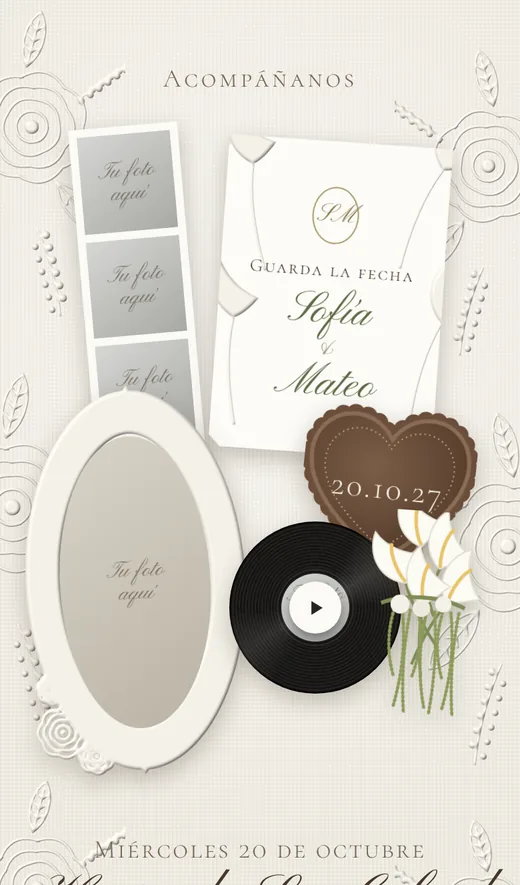 Acompáñanos
Tu foto
aquí
Tu foto
aquí
Tu foto
SM
Guarda la fecha
Sofía
&
Mateo
20.10.27
Tu foto
aquí
Miércoles 20 de octubre